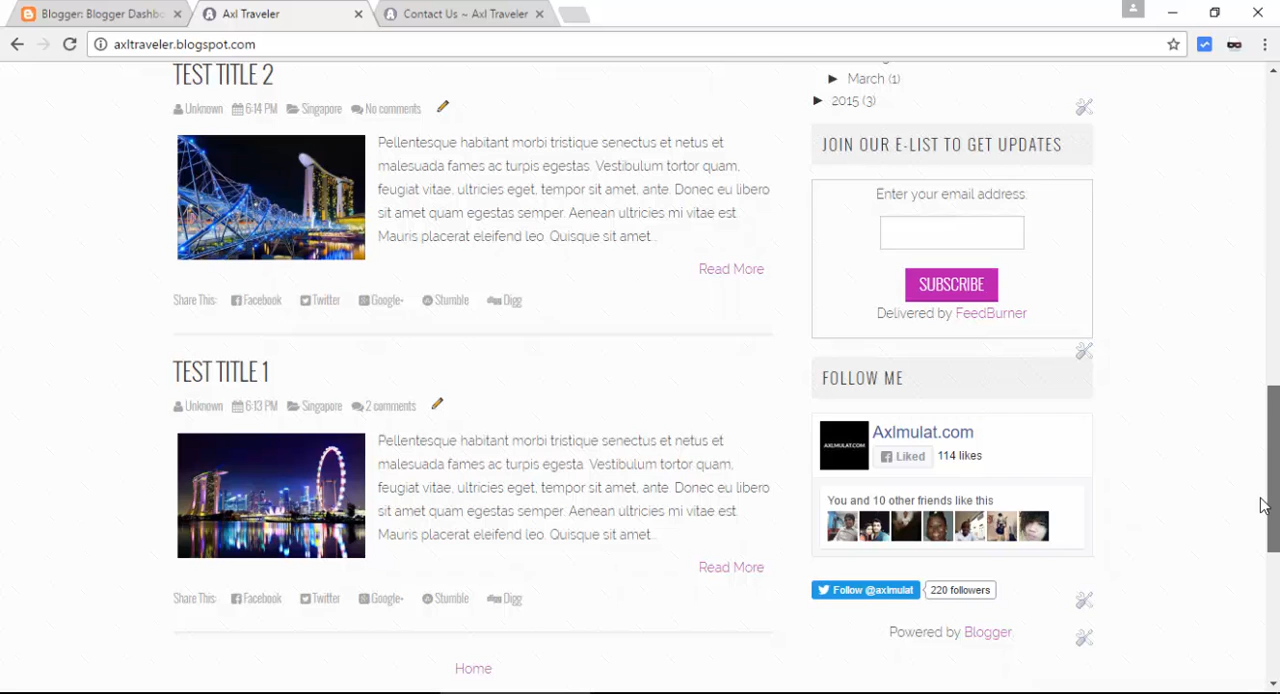 Blogger: Blogger Dashb
Axl Traveler
Contact Us ~ Axl Traveler
axltraveler.blogspot.com
TEST TITLE 2
Unknown 6:14 PM Singapore No comments
Pellentesque habitant morbi tristique senectus et netus et
malesuada fames ac turpis egestas. Vestibulum tortor quam,
feugiat vitae, ultricies eget, tempor sit amet, ante. Donec eu libero
sit amet quam egestas semper. Aenean ultricies mi vitae est.
Mauris placerat eleifend leo. Quisque sit amet...
Read More
Share This: Facebook Twitter Google+ Stumble Digg
TEST TITLE 1
Unknown 6:13 PM Singapore 2 comments
Pellentesque habitant morbi tristique senectus et netus et
malesuada fames ac turpis egesta. Vestibulum tortor quam,
feugiat vitae, ultricies eget, tempor sit amet, ante. Donec eu libero
sit amet quam egestas semper. Aenean ultricies mi vitae est.
Mauris placerat eleifend leo. Quisque sit amet...
Read More
Share This: Facebook Twitter Google+ Stumble Digg
Home
March (1)
2015 (3)
JOIN OUR E-LIST TO GET UPDATES
Enter your email address:
SUBSCRIBE
Delivered by FeedBurner
FOLLOW ME
AXLMULAT.COM
Axlmulat.com
Liked 114 likes
You and 10 other friends like this
Follow @axlmulat 220 followers
Powered by Blogger.